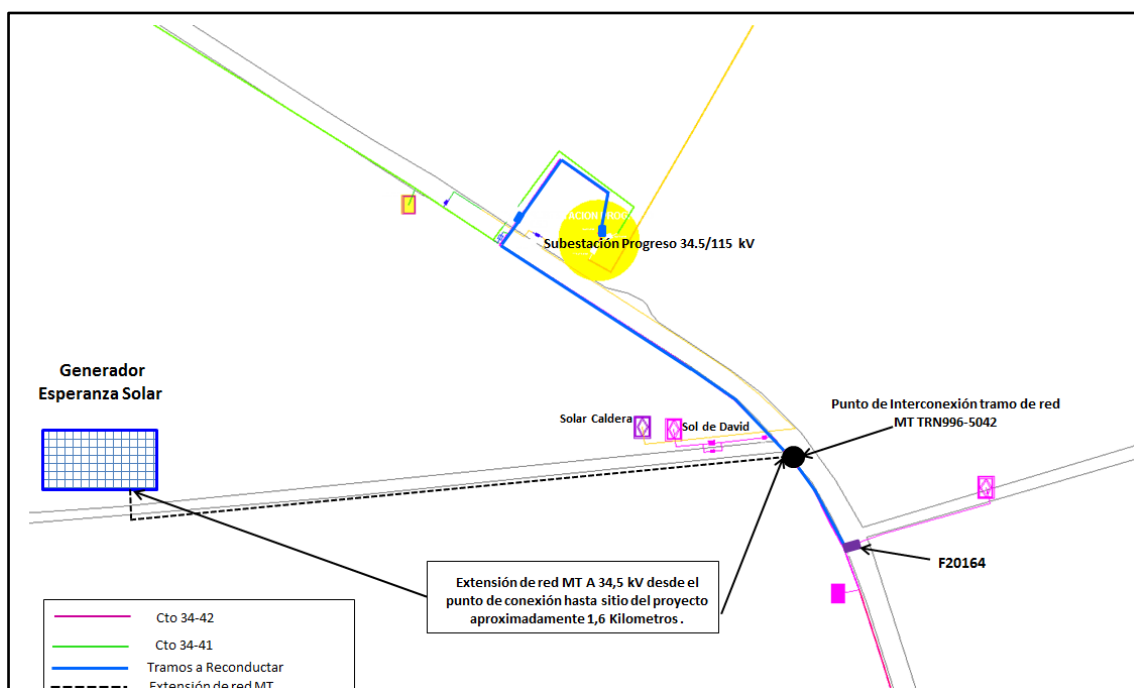 TACION PROG
Subestación Progreso 34.5/115 kV
Generador
Esperanza Solar
Solar Caldera
Sol de David
Punto de Interconexión tramo de red
MT TRN996-5042
F20164
Extensión de red MT A 34,5 kV desde el
punto de conexión hasta sitio del proyecto
aproximadamente 1,6 Kilometros .
Cto 34-42
Cto 34-41
Tramos a Reconductar
Extensión de red MT